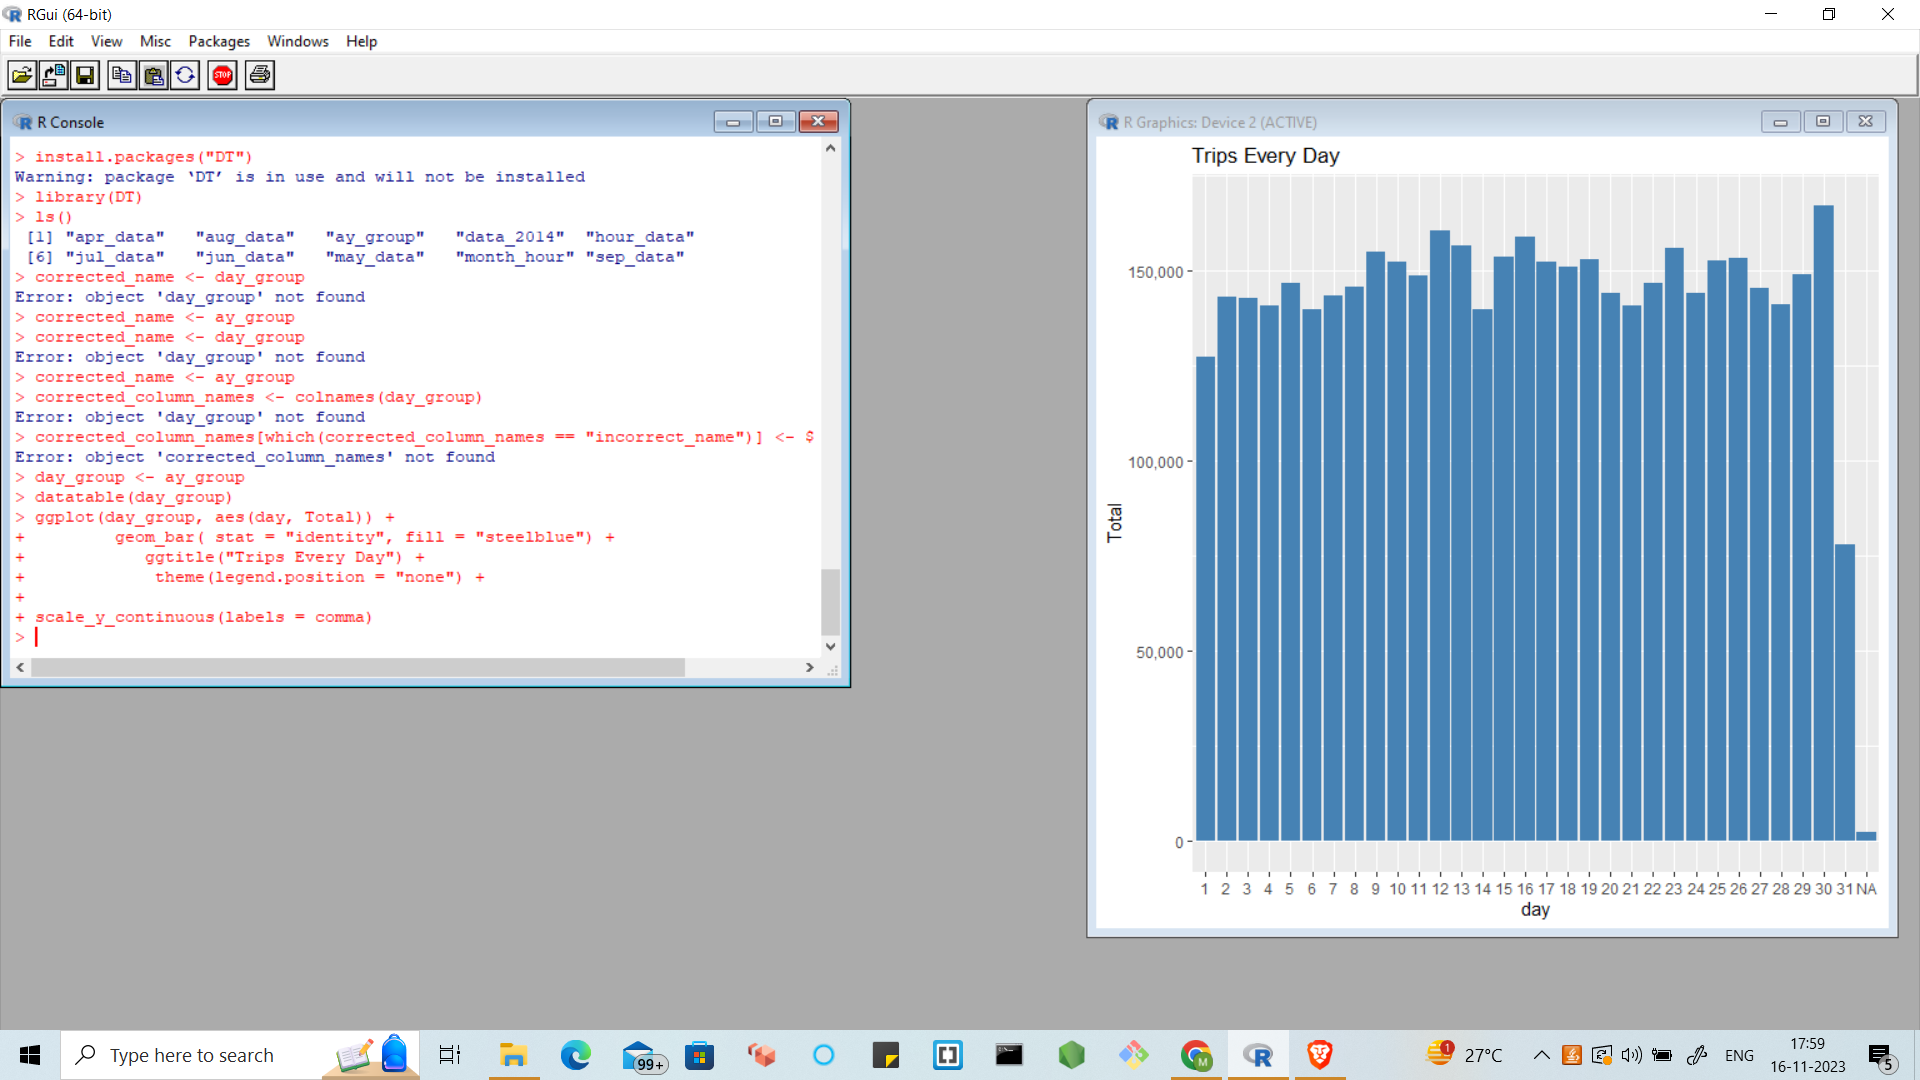 RGui (64-bit)
File Edit View Misc Packages Windows Help
STOP
R Console
> install.packages("DT")
Warning: package ‘DT’ is in use and will not be installed
> library(DT)
> ls()
[1] "apr_data" "aug_data" "ay_group" "data_2014" "hour_data"
[6] "jul_data" "jun_data" "may_data" "month_hour" "sep_data"
> corrected_name <- day_group
Error: object 'day_group' not found
> corrected_name <- ay_group
> corrected_name <- day_group
Error: object 'day_group' not found
> corrected_name <- ay_group
> corrected_column_names <- colnames(day_group)
Error: object 'day_group' not found
> corrected_column_names[which(corrected_column_names == "incorrect_name")] <- $
Error: object 'corrected_column_names' not found
> day_group <- ay_group
> datatable(day_group)
> ggplot(day_group, aes(day, Total)) +
+ geom_bar( stat = "identity", fill = "steelblue") +
+ ggtitle("Trips Every Day") +
+ theme(legend.position = "none") +
+
+ scale_y_continuous(labels = comma)
>
R Graphics: Device 2 (ACTIVE)
Trips Every Day
150,000
100,000
50,000
0
Total
1 2 3 4 5 6 7 8 9 10 11 12 13 14 15 16 17 18 19 20 21 22 23 24 25 26 27 28 29 30 31 NA
day
Type here to search
99+
M
1
27°C
ENG
17:59
16-11-2023
5